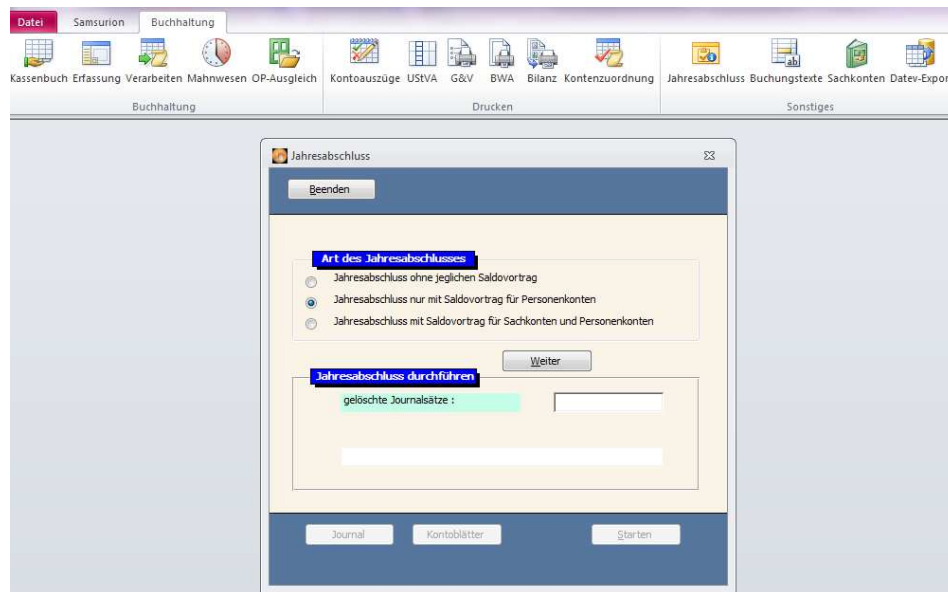 Datei Samsurion Buchhaltung
Kassenbuch Erfassung Verarbeiten Mahnwesen OP-Ausgleich Kontoauszüge UStVA G&V BWA Bilanz Kontenzuordnung Jahresabschluss Buchungstexte Sachkonten Datev-Expor
Buchhaltung Drucken Sonstiges
Jahresabschluss
Beenden
Art des Jahresabschlusses
Jahresabschluss ohne jeglichen Saldovortrag
Jahresabschluss nur mit Saldovortrag für Personenkonten
Jahresabschluss mit Saldovortrag für Sachkonten und Personenkonten
Weiter
Jahresabschluss durchführen
gelöschte Journalsätze :
Journal Kontoblätter Starten